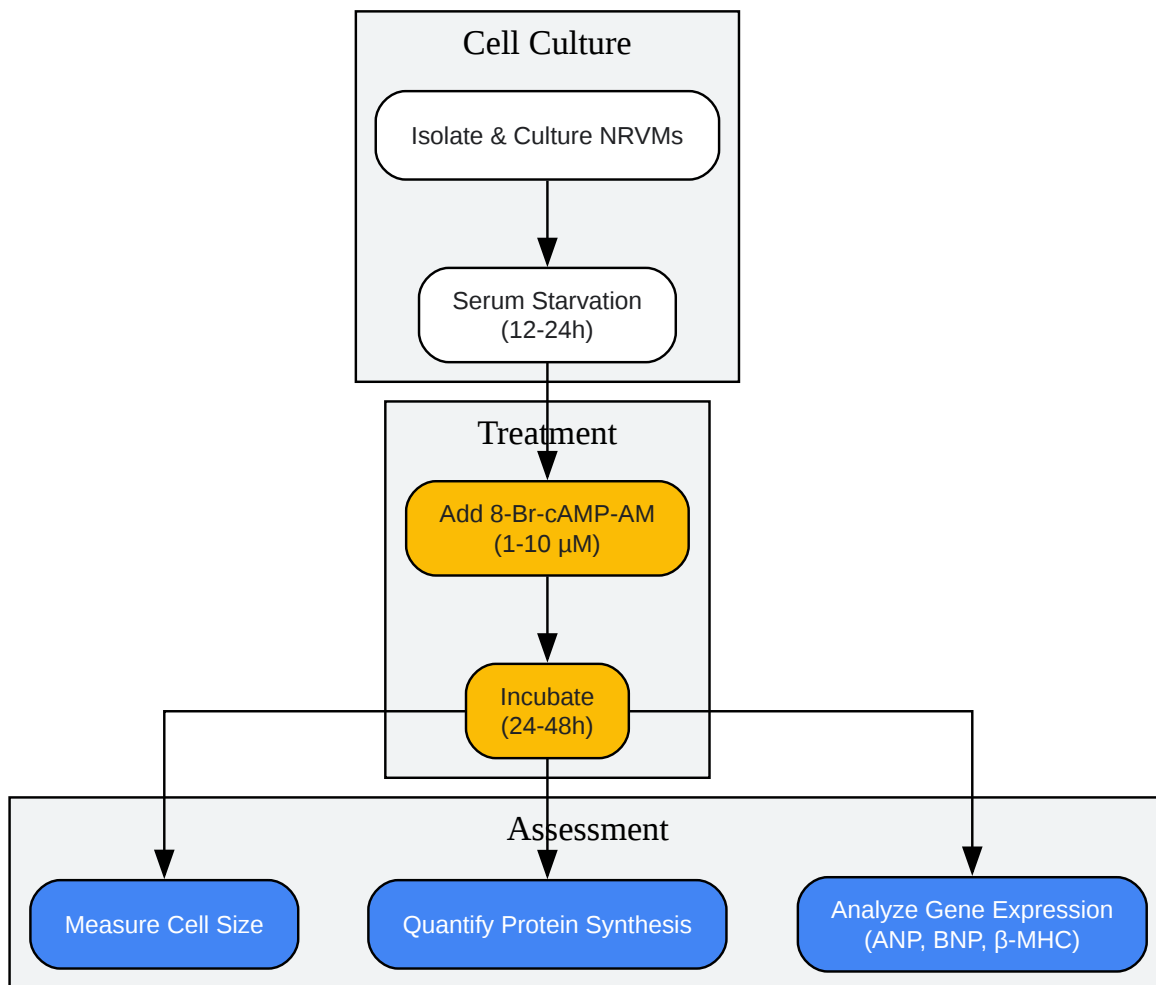 Cell Culture
Isolate & Culture NRVMs
Serum Starvation
(12-24h)
Treatment
Add 8-Br-cAMP-AM
(1-10 µM)
Incubate
(24-48h)
Assessment
Measure Cell Size
Quantify Protein Synthesis
Analyze Gene Expression
(ANP, BNP, β-MHC)